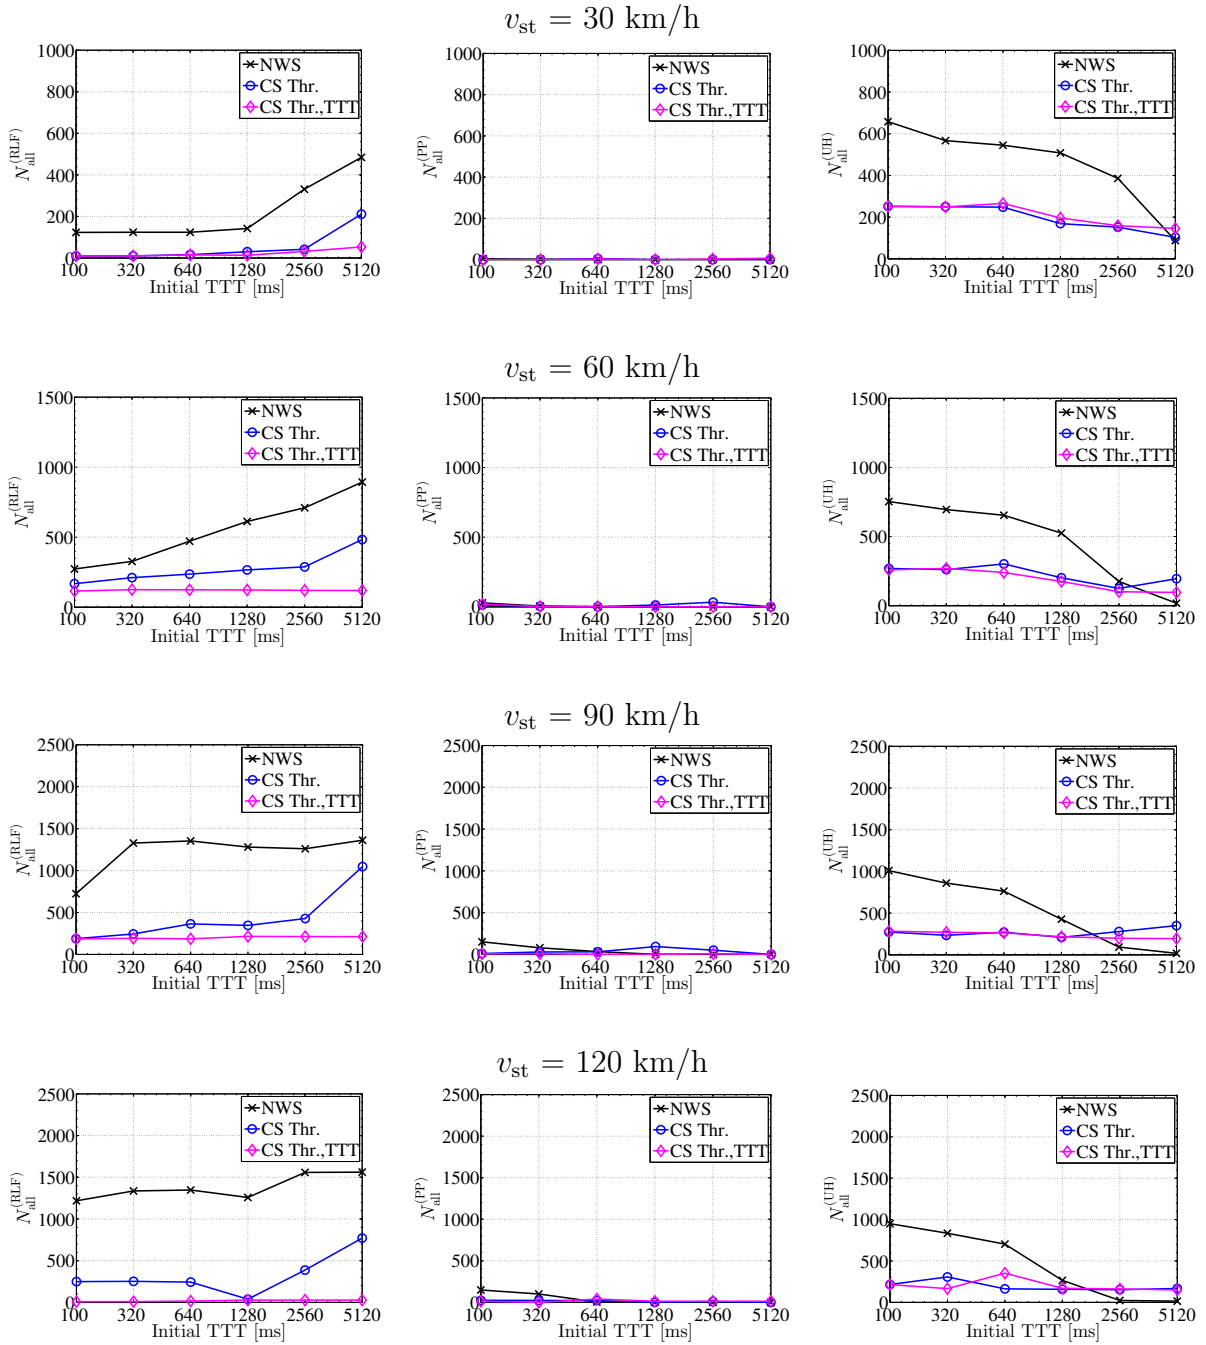 v_st = 30 km/h
1000
800
600
400
200
0
N_all^(RLF)
NWS
CS Thr.
CS Thr.,TTT
100 320 640 1280 2560 5120
Initial TTT [ms]
1000
800
600
400
200
0
N_all^(PP)
NWS
CS Thr.
CS Thr.,TTT
100 320 640 1280 2560 5120
Initial TTT [ms]
1000
800
600
400
200
0
N_all^(UH)
NWS
CS Thr.
CS Thr.,TTT
100 320 640 1280 2560 5120
Initial TTT [ms]
v_st = 60 km/h
1500
1000
500
0
N_all^(RLF)
NWS
CS Thr.
CS Thr.,TTT
100 320 640 1280 2560 5120
Initial TTT [ms]
1500
1000
500
0
N_all^(PP)
NWS
CS Thr.
CS Thr.,TTT
100 320 640 1280 2560 5120
Initial TTT [ms]
1500
1000
500
0
N_all^(UH)
NWS
CS Thr.
CS Thr.,TTT
100 320 640 1280 2560 5120
Initial TTT [ms]
v_st = 90 km/h
2500
2000
1500
1000
500
0
N_all^(RLF)
NWS
CS Thr.
CS Thr.,TTT
100 320 640 1280 2560 5120
Initial TTT [ms]
2500
2000
1500
1000
500
0
N_all^(PP)
NWS
CS Thr.
CS Thr.,TTT
100 320 640 1280 2560 5120
Initial TTT [ms]
2500
2000
1500
1000
500
0
N_all^(UH)
NWS
CS Thr.
CS Thr.,TTT
100 320 640 1280 2560 5120
Initial TTT [ms]
v_st = 120 km/h
2500
2000
1500
1000
500
0
N_all^(RLF)
NWS
CS Thr.
CS Thr.,TTT
100 320 640 1280 2560 5120
Initial TTT [ms]
2500
2000
1500
1000
500
0
N_all^(PP)
NWS
CS Thr.
CS Thr.,TTT
100 320 640 1280 2560 5120
Initial TTT [ms]
2500
2000
1500
1000
500
0
N_all^(UH)
NWS
CS Thr.
CS Thr.,TTT
100 320 640 1280 2560 5120
Initial TTT [ms]